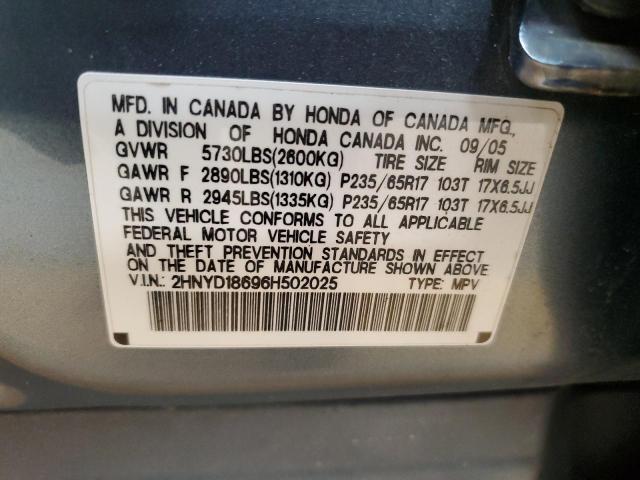 MFD. IN CANADA BY HONDA OF CANADA MFG.,
A DIVISION OF HONDA CANADA INC. 09/05
GVWR 5730LBS(2600KG) TIRE SIZE RIM SIZE
GAWR F 2890LBS(1310KG) P235/65R17 103T 17X6.5JJ
GAWR R 2945LBS(1335KG) P235/65R17 103T 17X6.5JJ
THIS VEHICLE CONFORMS TO ALL APPLICABLE
FEDERAL MOTOR VEHICLE SAFETY
AND THEFT PREVENTION STANDARDS IN EFFECT
ON THE DATE OF MANUFACTURE SHOWN ABOVE
V.I.N.: 2HNYD18696H502025 TYPE: MPV